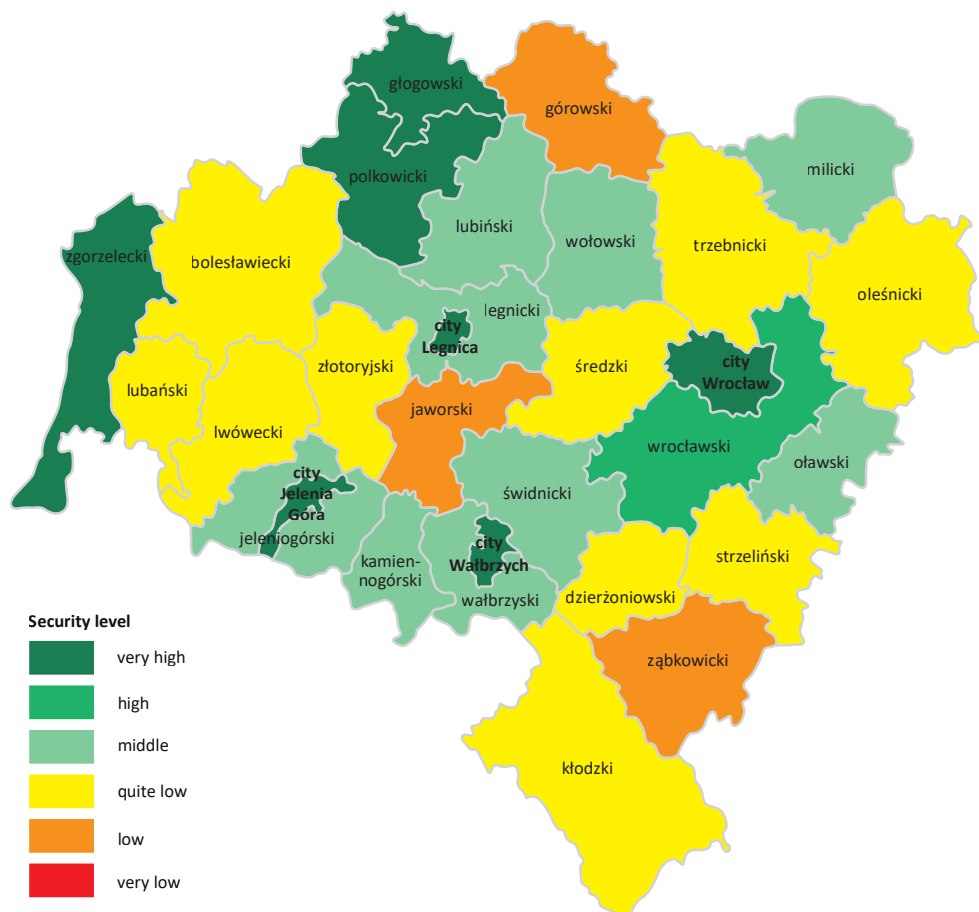 głogowski
górowski
milicki
polkowicki
lubiński
wołowski
trzebnicki
zgorzelecki
bolesławiecki
oleśnicki
legnicki
city
Legnica
złotoryjski
średzki
city
Wrocław
lubański
lwówecki
jaworski
wrocławski
oławski
city
Jelenia
Góra
jeleniogórski
świdnicki
kamien-
nogórski
city
Wałbrzych
wałbrzyski
dzierżoniowski
strzeliński
ząbkowicki
kłodzki
Security level
very high
high
middle
quite low
low
very low